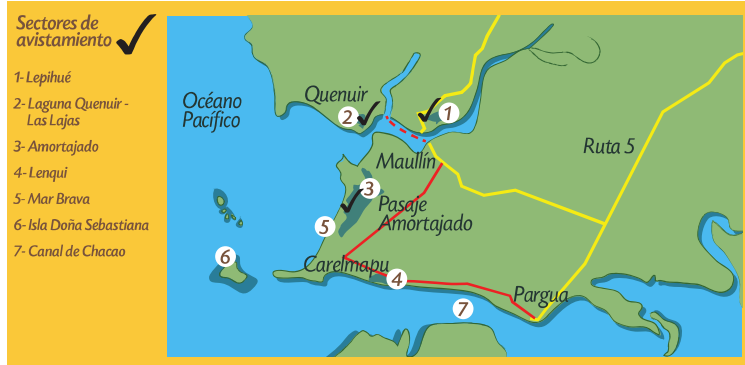 Sectores de
avistamiento
1- Lepihué
2- Laguna Quenuir -
Las Lajas
3- Amortajado
4- Lenqui
5- Mar Brava
6- Isla Doña Sebastiana
7- Canal de Chacao
Océano
Pacífico
Quenuir
2
1
Ruta 5
Maullín
3
Pasaje
Amortajado
5
6
Carelmapu
4
Pargua
7